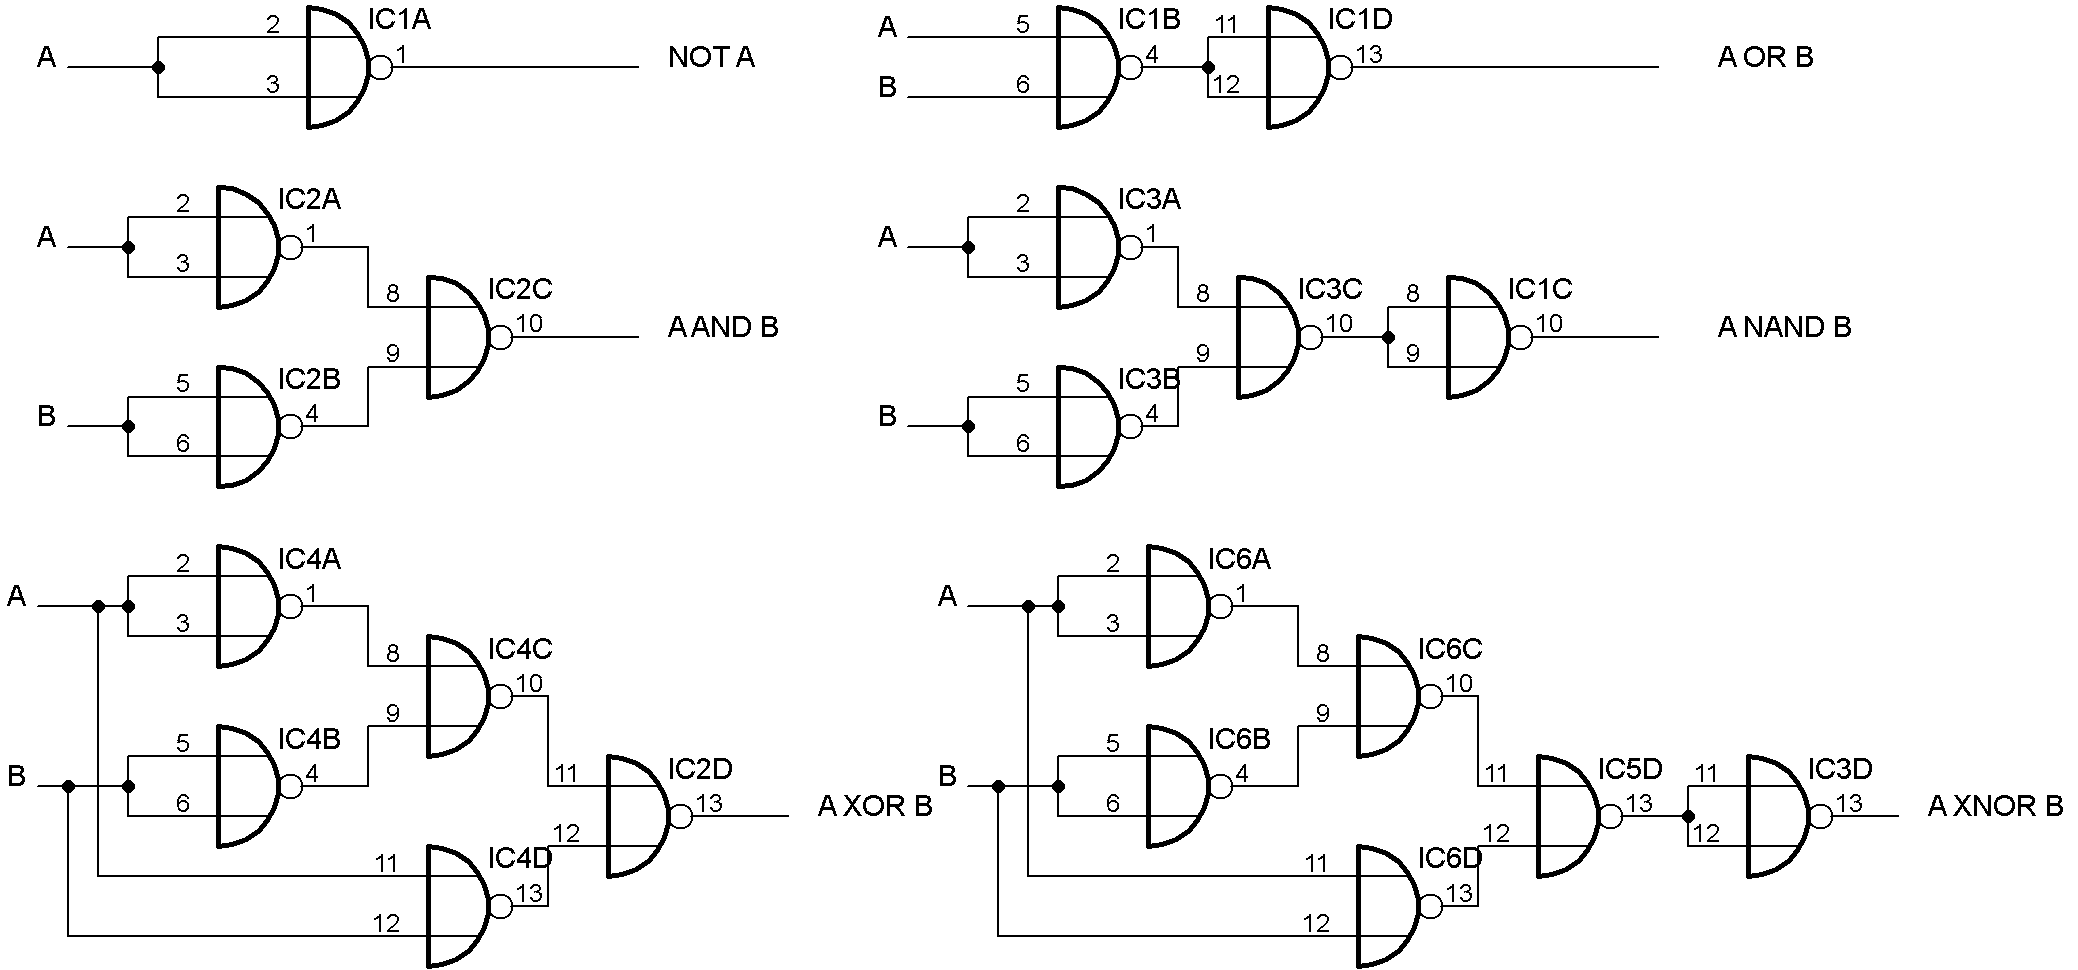 A 2 3 IC1A 1 NOT A
A B 5 6 IC1B 4 11 12 IC1D 13 A OR B
A 2 3 IC2A 1
B 5 6 IC2B 4
8 9 IC2C 10 A AND B
A 2 3 IC3A 1
B 5 6 IC3B 4
8 9 IC3C 10 8 9 IC1C 10 A NAND B
A 2 3 IC4A 1
B 5 6 IC4B 4
8 9 IC4C 10
11 12 IC4D 13
11 12 IC2D 13 A XOR B
A 2 3 IC6A 1
B 5 6 IC6B 4
8 9 IC6C 10
11 12 IC6D 13
11 12 IC5D 13 11 12 IC3D 13 A XNOR B